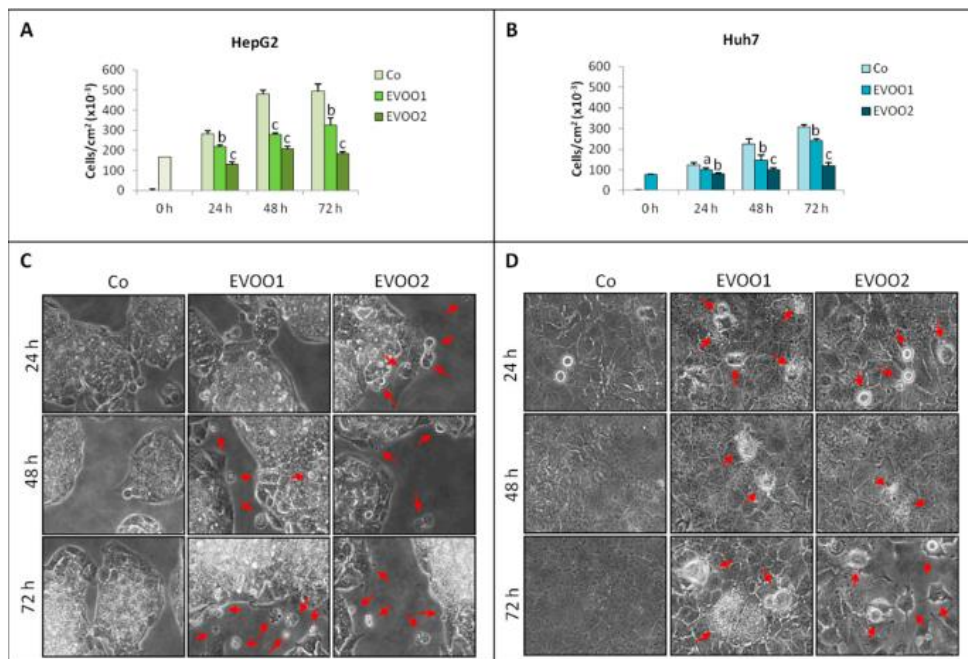 A
HepG2
Cells/cm² (x10⁻³)
600
500
400
300
200
100
0
b
c
c
c
b
c
0 h
24 h
48 h
72 h
Co
EVOO1
EVOO2
B
Huh7
Cells/cm² (x10⁻³)
600
500
400
300
200
100
0
a
b
b
c
b
c
0 h
24 h
48 h
72 h
Co
EVOO1
EVOO2
C
Co
EVOO1
EVOO2
24 h
48 h
72 h
D
Co
EVOO1
EVOO2
24 h
48 h
72 h